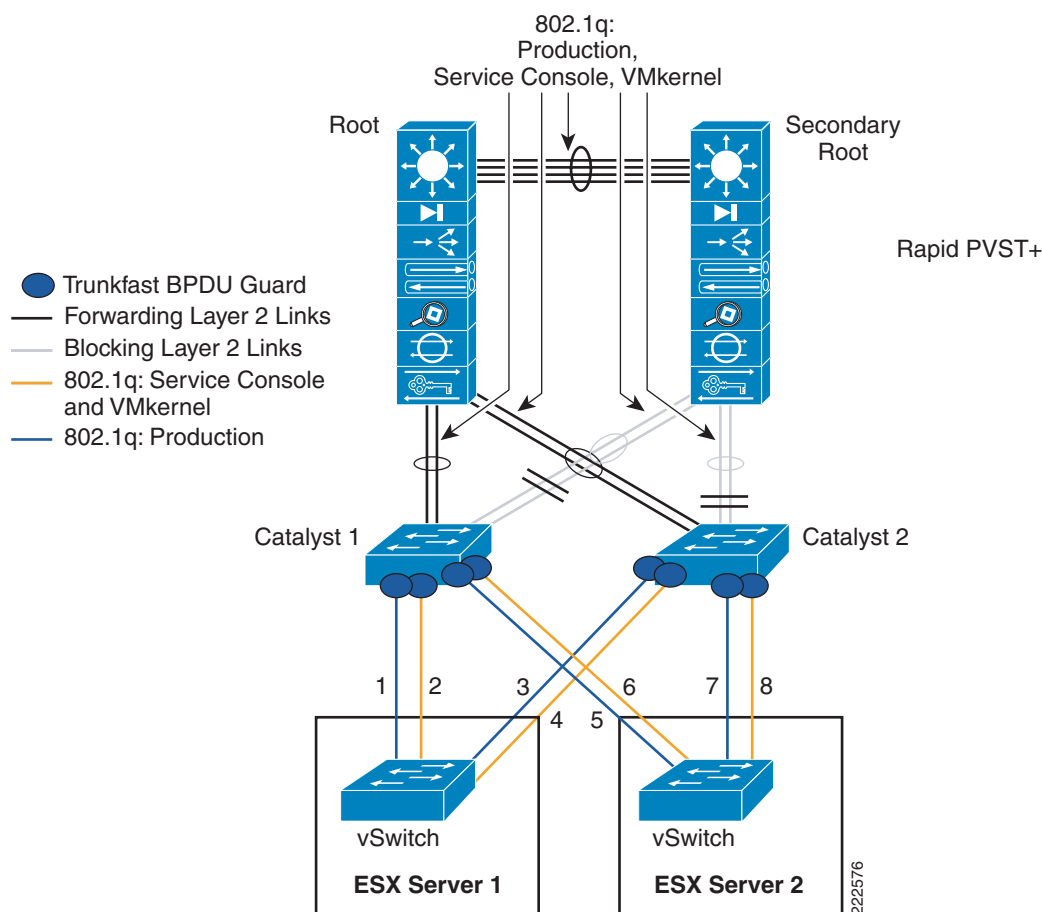 802.1q:
Production,
Service Console, VMkernel
Root
Secondary
Root
Rapid PVST+
Trunkfast BPDU Guard
Forwarding Layer 2 Links
Blocking Layer 2 Links
802.1q: Service Console
and VMkernel
802.1q: Production
Catalyst 1
Catalyst 2
1
2
3
4
5
6
7
8
vSwitch
vSwitch
ESX Server 1
ESX Server 2
222576